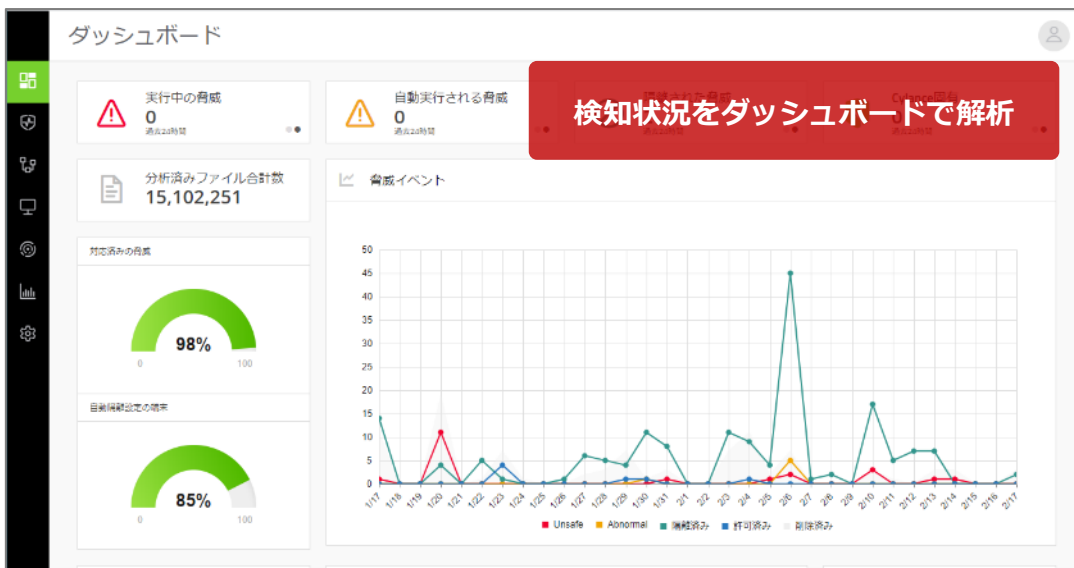 ダッシュボード
実行中の脅威
0
過去24時間
自動実行される脅威
0
過去24時間
検知状況をダッシュボードで解析
分析済みファイル合計数
15,102,251
脅威イベント
対応済みの脅威
98%
0 100
自動隔離設定の端末
85%
0 100
50
45
40
35
30
25
20
15
10
5
0
1/17 1/18 1/19 1/20 1/21 1/22 1/23 1/24 1/25 1/26 1/27 1/28 1/29 1/30 1/31 2/1 2/2 2/3 2/4 2/5 2/6 2/7 2/8 2/9 2/10 2/11 2/12 2/13 2/14 2/15 2/16 2/17
Unsafe Abnormal 隔離済み 許可済み 削除済み